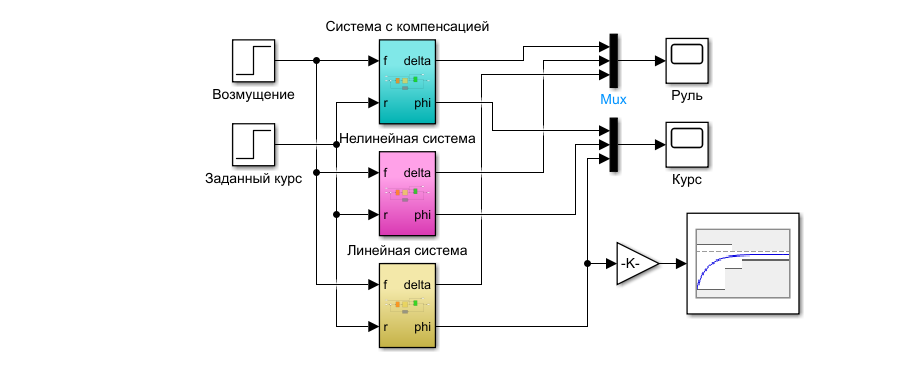 Система с компенсацией
f delta
r phi
Возмущение
Mux
Руль
Нелинейная система
Заданный курс
f delta
r phi
Курс
Линейная система
f delta
r phi
-K-